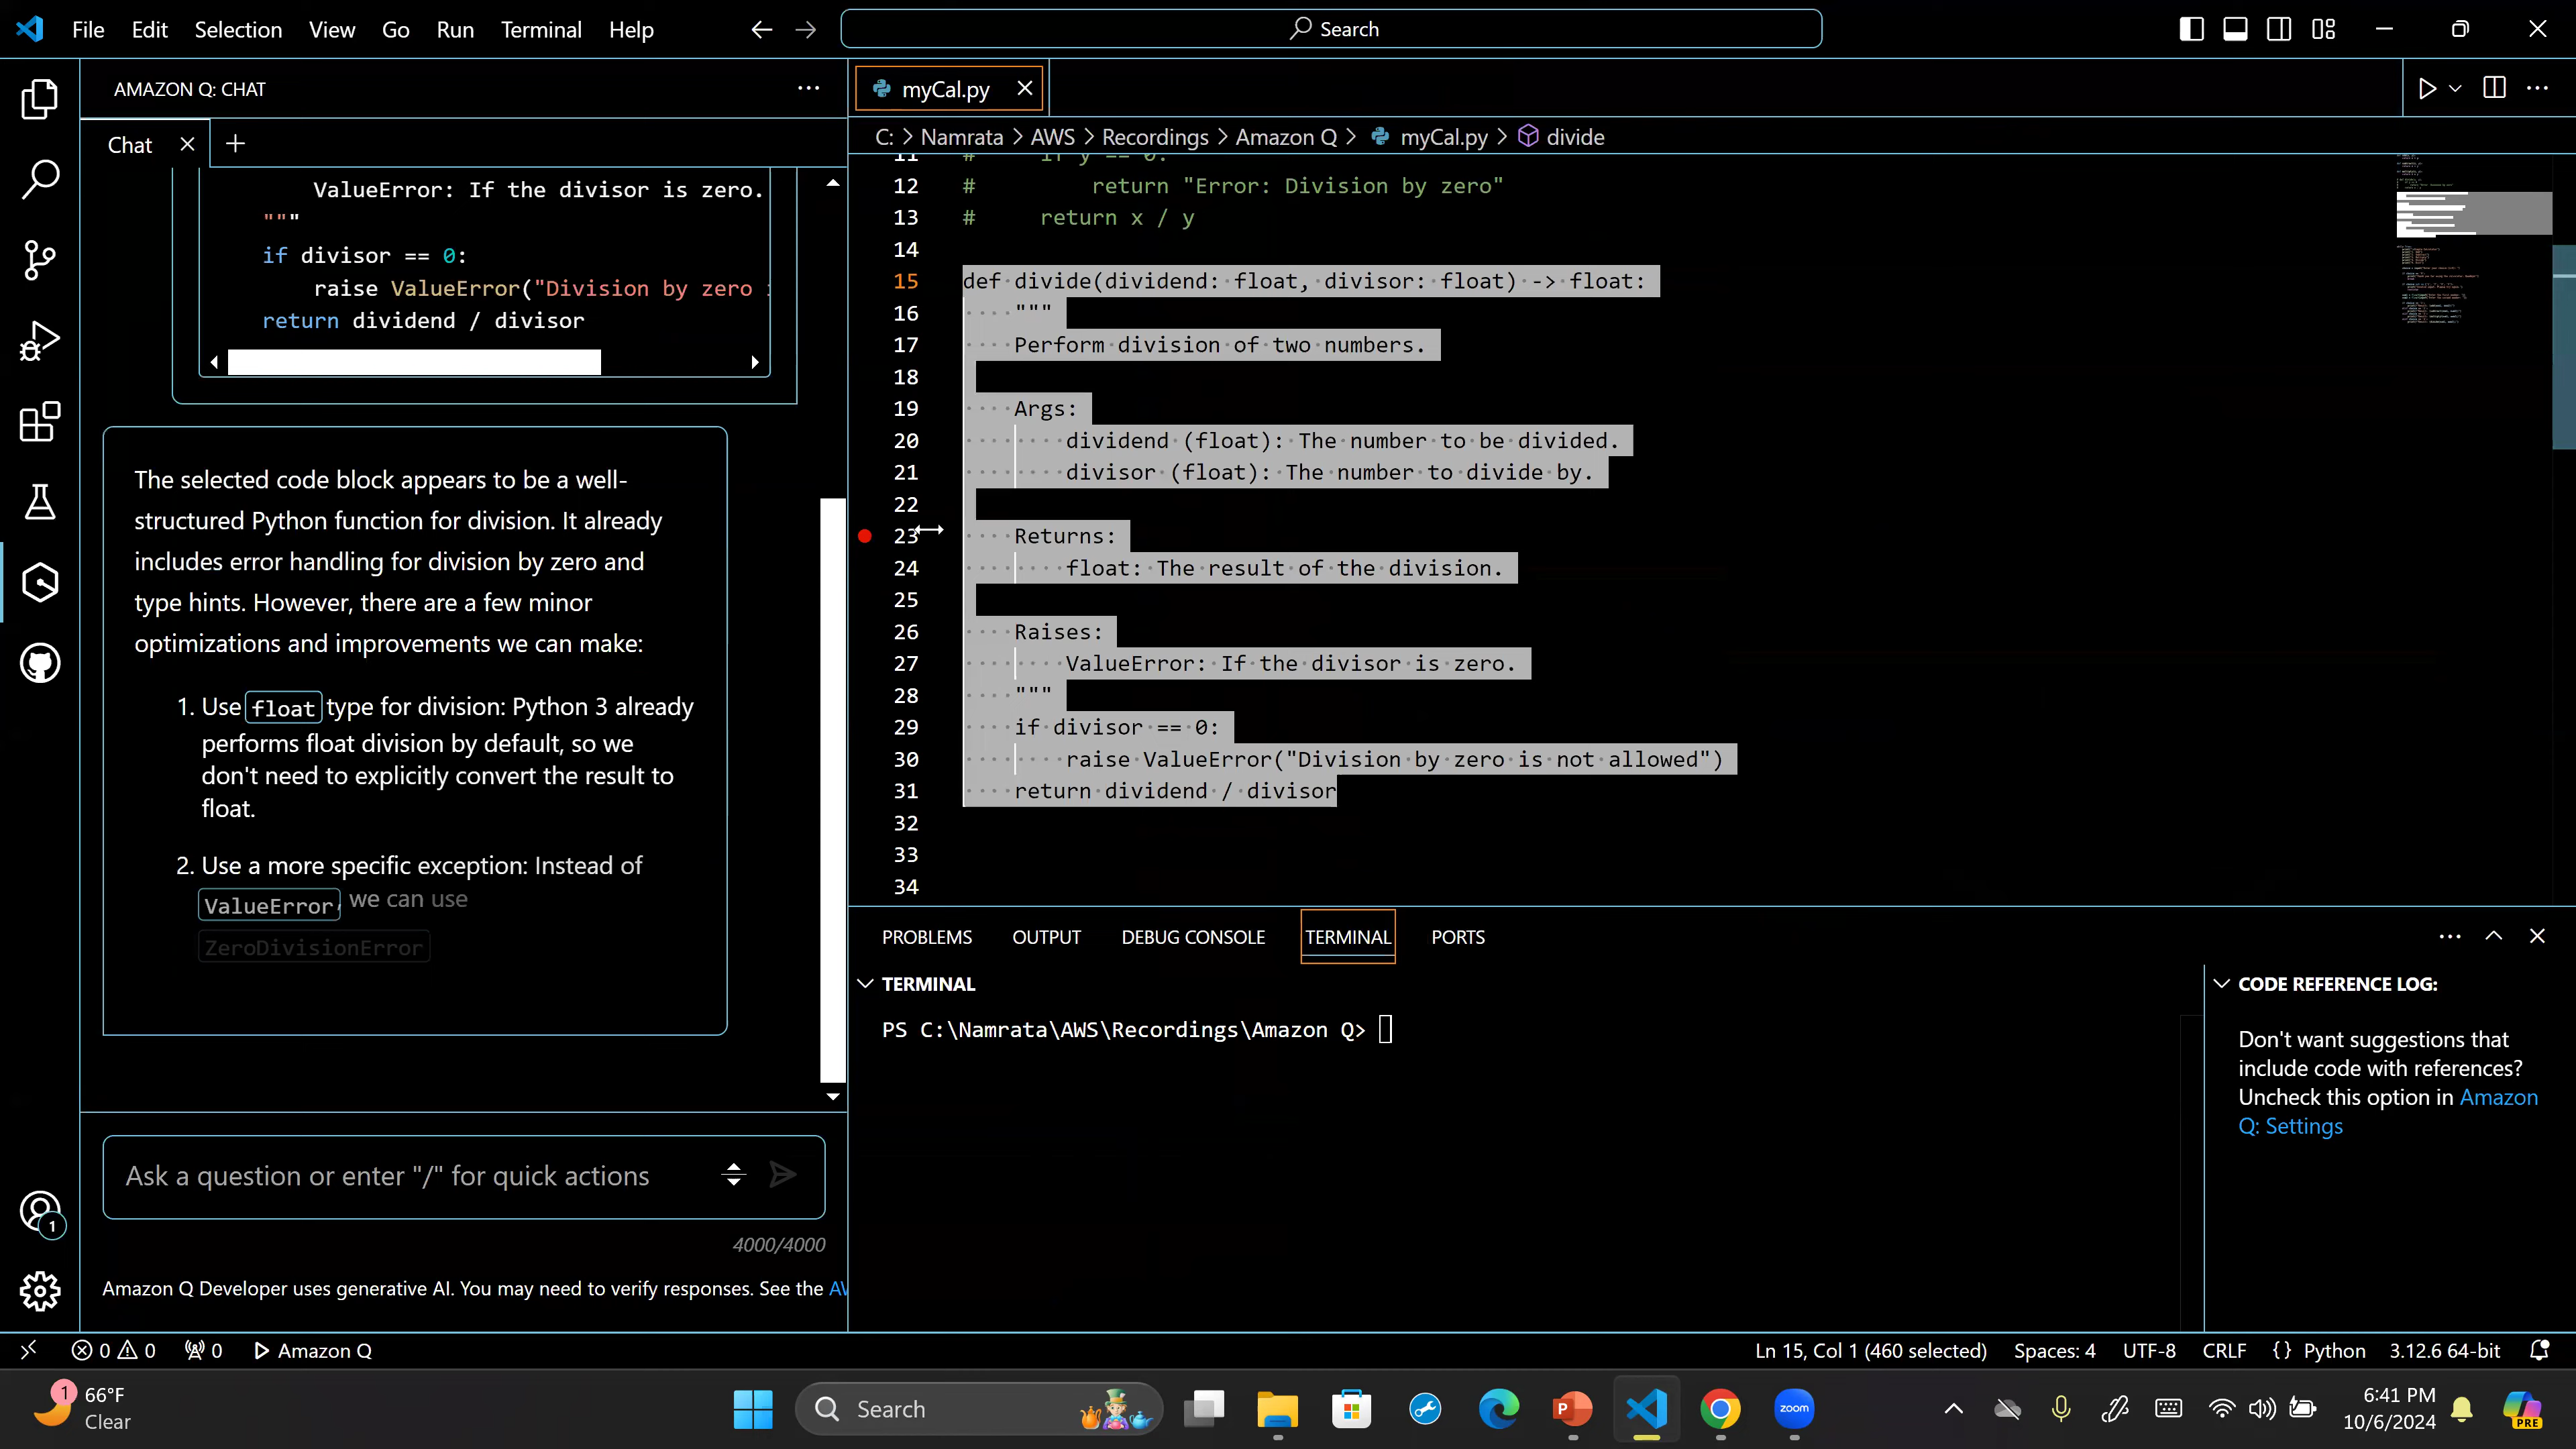 File Edit Selection View Go Run Terminal Help
Search
AMAZON Q: CHAT
Chat
ValueError: If the divisor is zero.
"""
if divisor == 0:
raise ValueError("Division by zero
return dividend / divisor
The selected code block appears to be a well-
structured Python function for division. It already
includes error handling for division by zero and
type hints. However, there are a few minor
optimizations and improvements we can make:
1. Use float type for division: Python 3 already
performs float division by default, so we
don't need to explicitly convert the result to
float.
2. Use a more specific exception: Instead of
ValueError, we can use
ZeroDivisionError
Ask a question or enter "/" for quick actions
4000/4000
Amazon Q Developer uses generative AI. You may need to verify responses. See the AW
myCal.py
C: > Namrata > AWS > Recordings > Amazon Q > myCal.py > divide
11 # if y == 0:
12 # return "Error: Division by zero"
13 # return x / y
14
15 def divide(dividend: float, divisor: float) -> float:
16 """
17 Perform division of two numbers.
18
19 Args:
20 dividend (float): The number to be divided.
21 divisor (float): The number to divide by.
22
23 Returns:
24 float: The result of the division.
25
26 Raises:
27 ValueError: If the divisor is zero.
28 """
29 if divisor == 0:
30 raise ValueError("Division by zero is not allowed")
31 return dividend / divisor
32
33
34
PROBLEMS OUTPUT DEBUG CONSOLE TERMINAL PORTS
TERMINAL
PS C:\Namrata\AWS\Recordings\Amazon Q>
CODE REFERENCE LOG:
Don't want suggestions that
include code with references?
Uncheck this option in Amazon
Q: Settings
1
0 0 0 Amazon Q
Ln 15, Col 1 (460 selected) Spaces: 4 UTF-8 CRLF {} Python 3.12.6 64-bit
1
66°F
Clear
Search
zoom
6:41 PM
10/6/2024
PRE